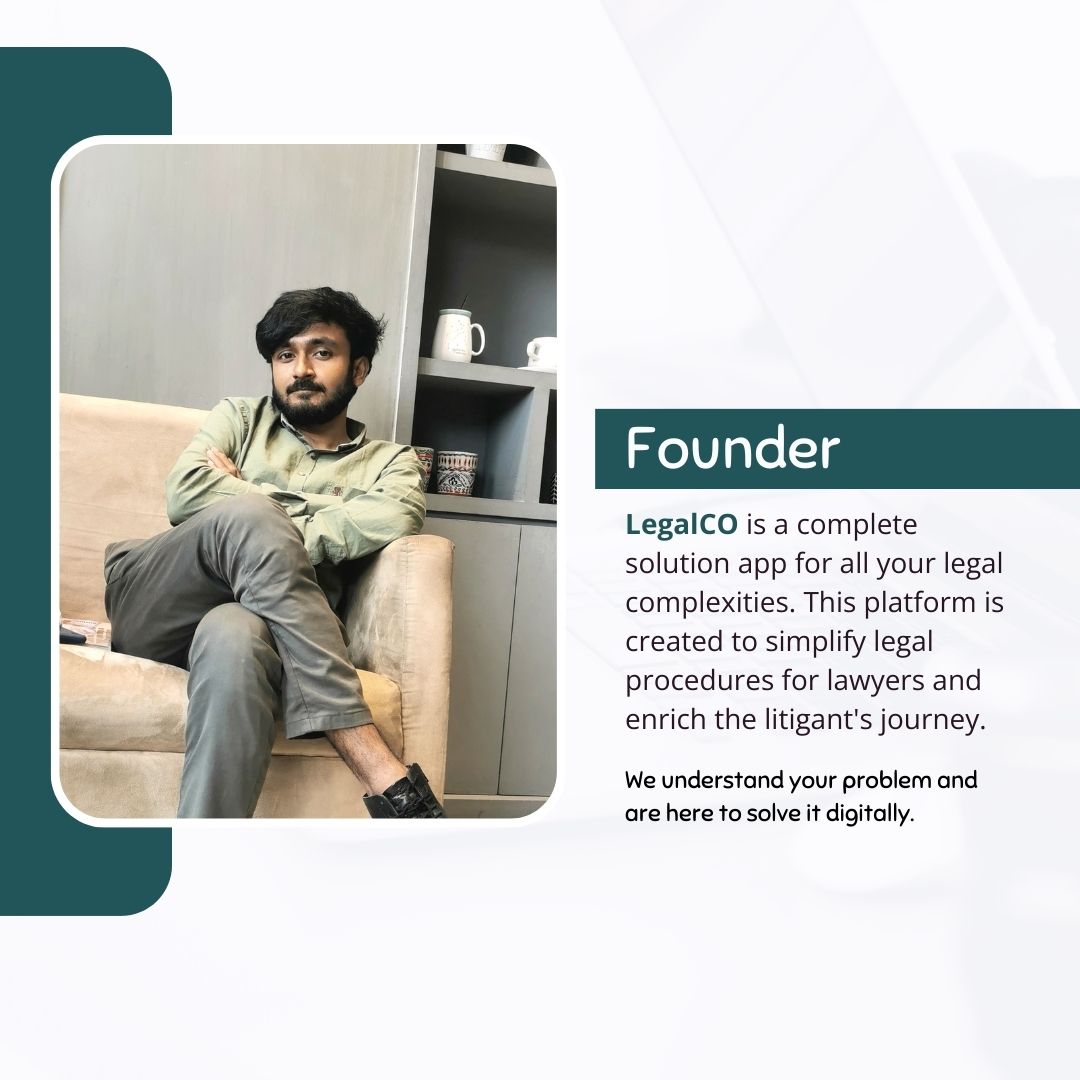 Founder
LegalCO is a complete
solution app for all your legal
complexities. This platform is
created to simplify legal
procedures for lawyers and
enrich the litigant's journey.
We understand your problem and
are here to solve it digitally.